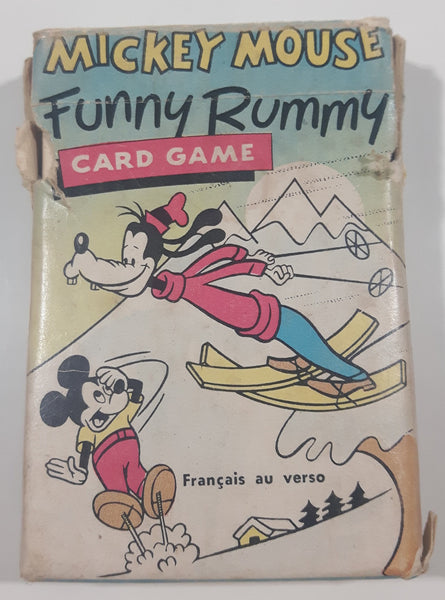 MICKEY MOUSE
Funny Rummy
CARD GAME
Français au verso